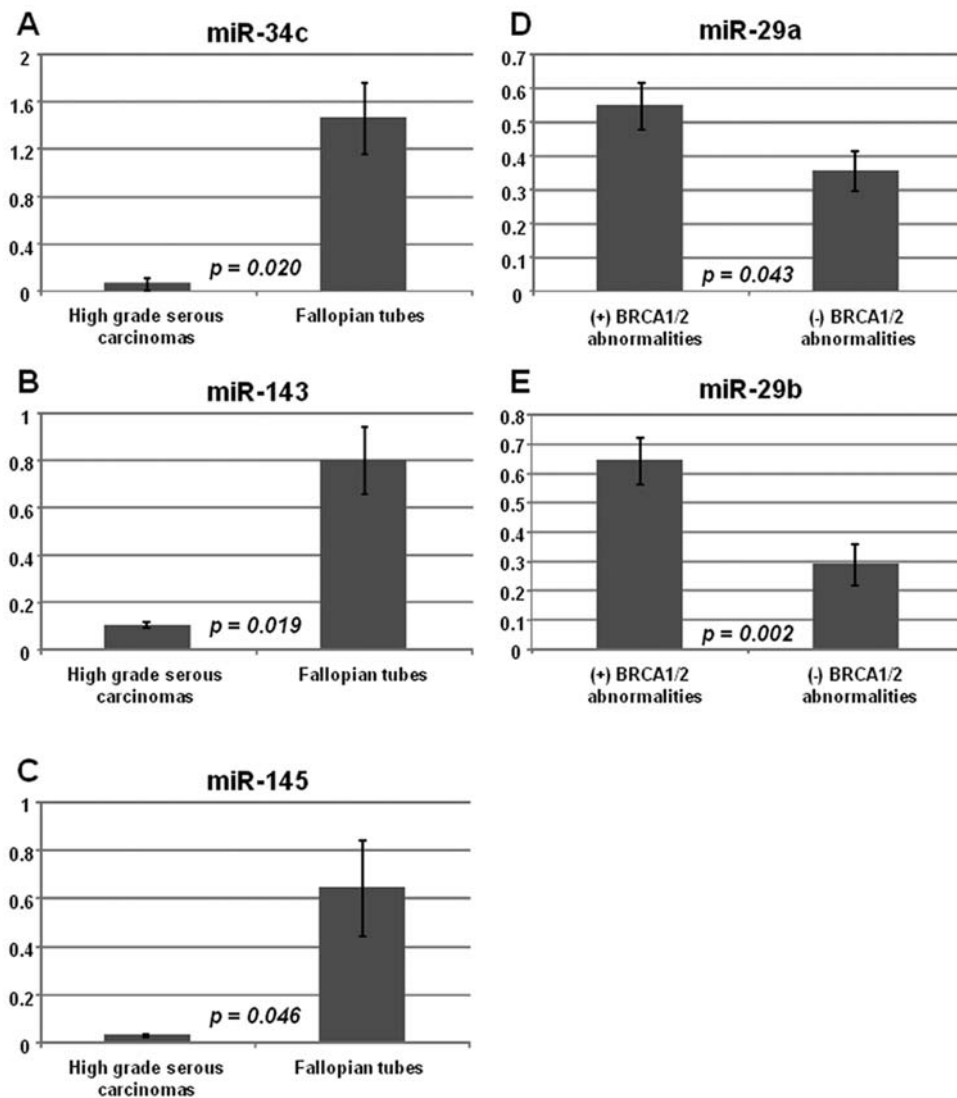 A
miR-34c
2
1.6
1.2
0.8
0.4
0
p = 0.020
High grade serous
carcinomas
Fallopian tubes
B
miR-143
1
0.8
0.6
0.4
0.2
0
p = 0.019
High grade serous
carcinomas
Fallopian tubes
C
miR-145
1
0.8
0.6
0.4
0.2
0
p = 0.046
High grade serous
carcinomas
Fallopian tubes
D
miR-29a
0.7
0.6
0.5
0.4
0.3
0.2
0.1
0
p = 0.043
(+) BRCA1/2
abnormalities
(-) BRCA1/2
abnormalities
E
miR-29b
0.8
0.7
0.6
0.5
0.4
0.3
0.2
0.1
0
p = 0.002
(+) BRCA1/2
abnormalities
(-) BRCA1/2
abnormalities